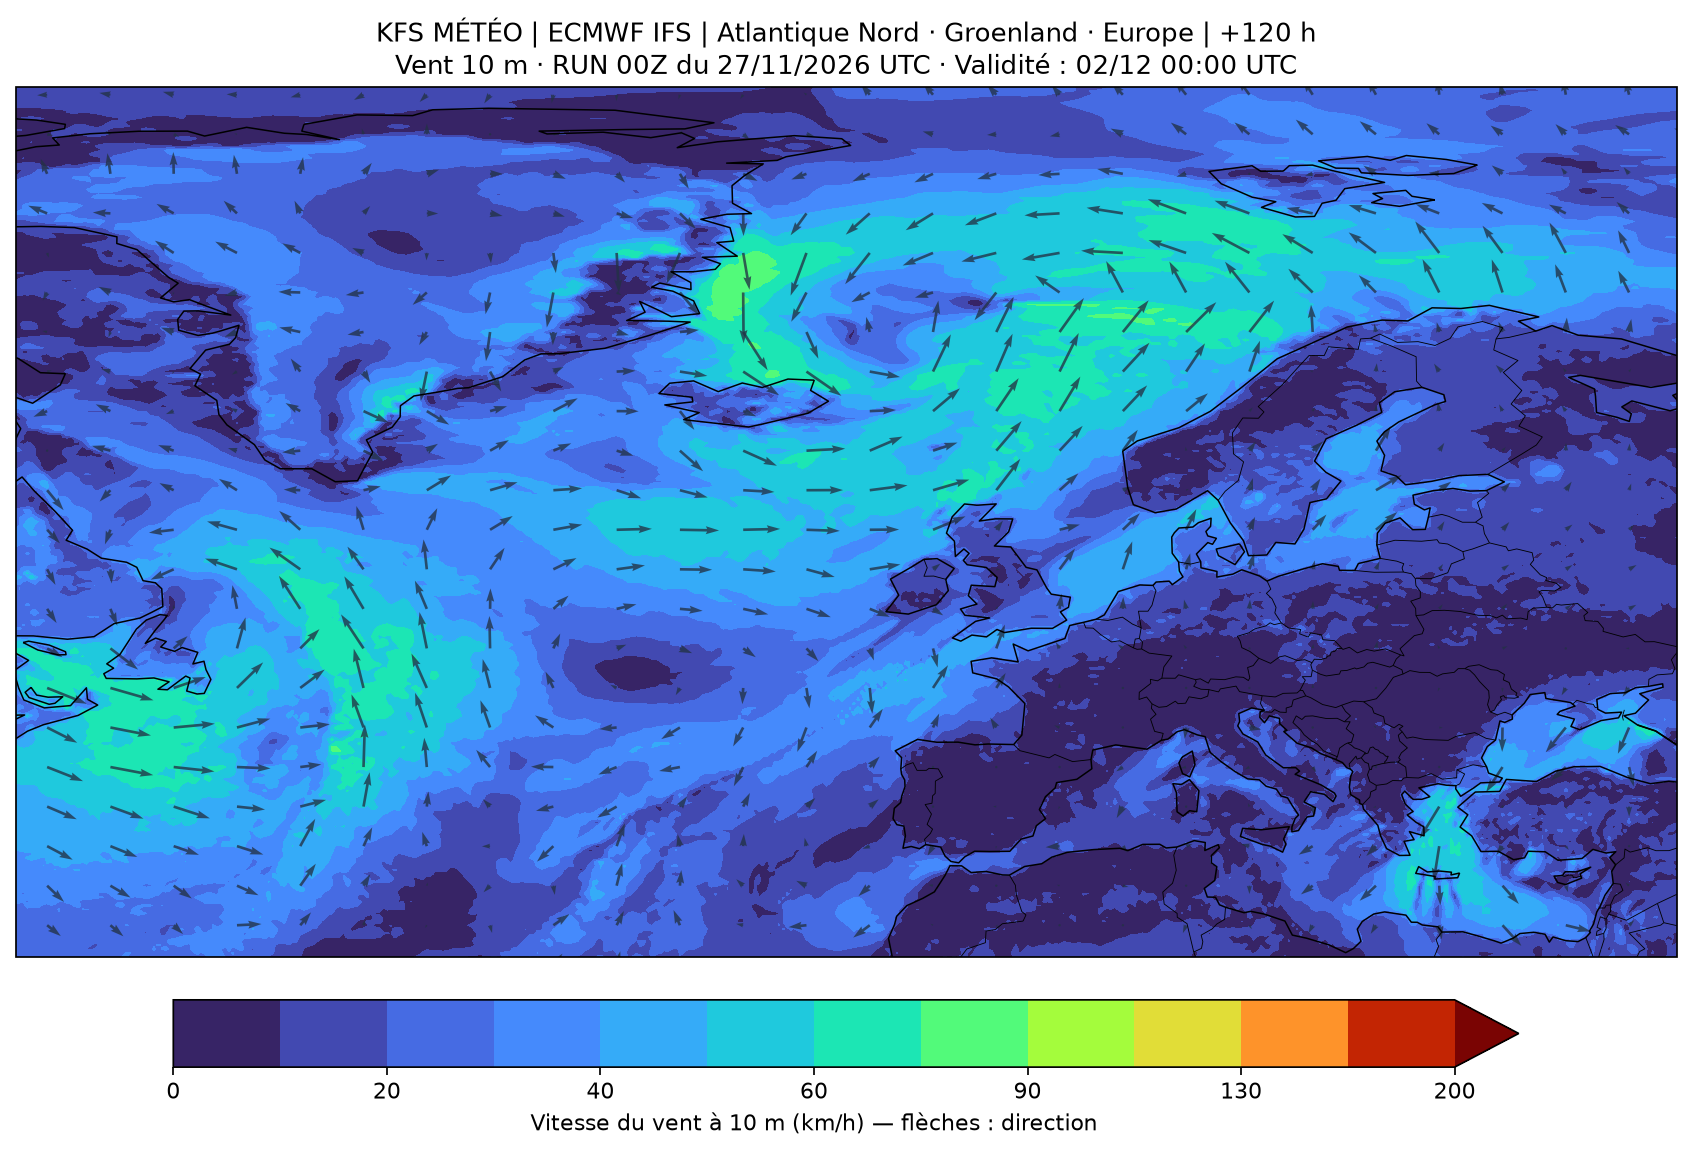 KFS MÉTÉO | ECMWF IFS | Atlantique Nord · Groenland · Europe | +120 h
Vent 10 m · RUN 00Z du 27/11/2026 UTC · Validité : 02/12 00:00 UTC
0 20 40 60 90 130 200
Vitesse du vent à 10 m (km/h) — flèches : direction